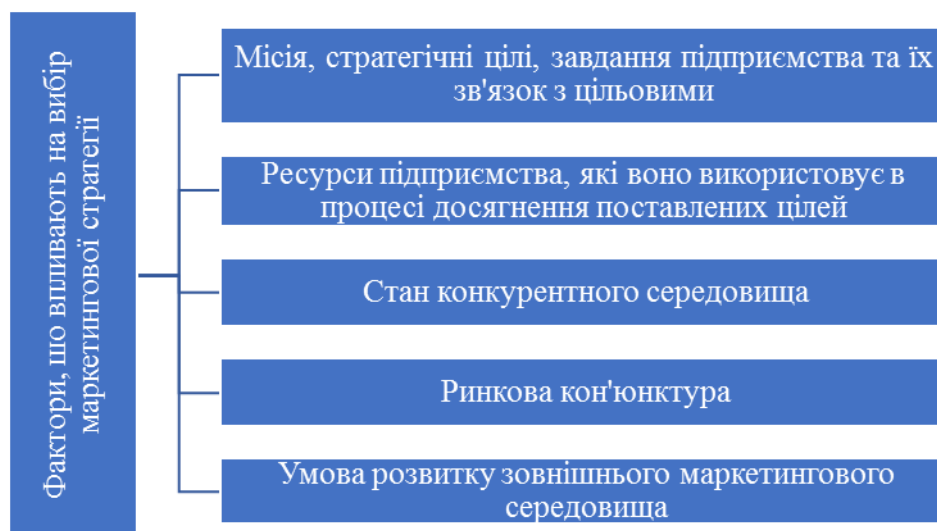 Фактори, шо впливають на вибір
маркетингової стратегії
Місія, стратегічні цілі, завдання підприємства та їх
зв'язок з цільовими
Ресурси підприємства, які воно використовує в
процесі досягнення поставлених цілей
Стан конкурентного середовища
Ринкова кон'юнктура
Умова розвитку зовнішнього маркетингового
середовища